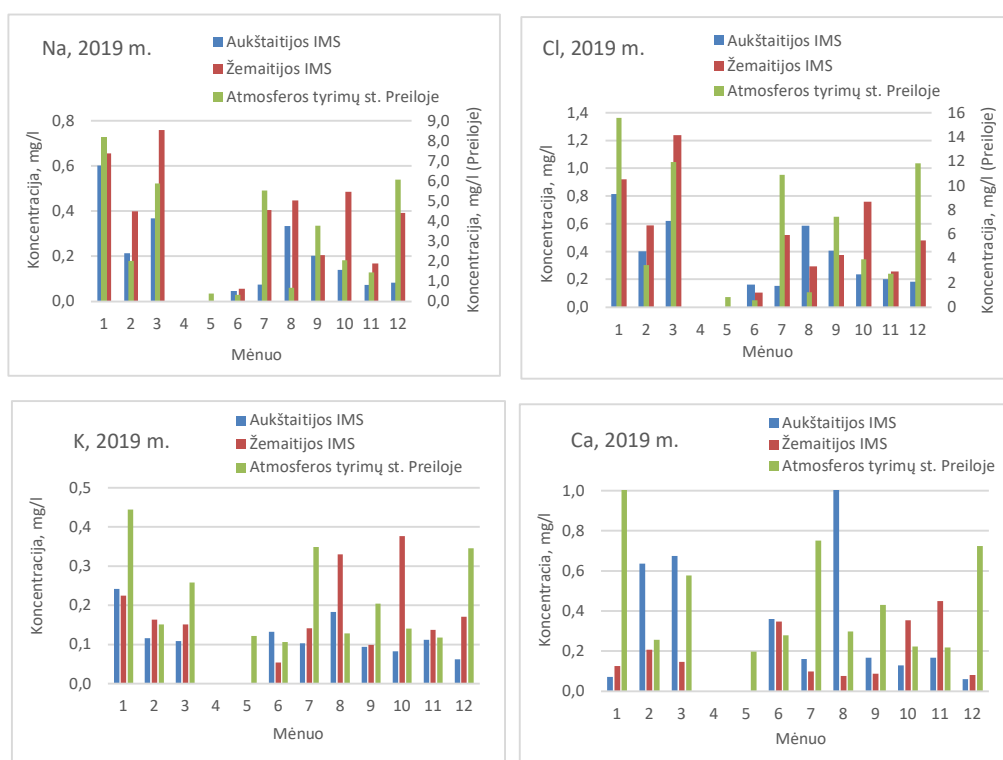 Na, 2019 m.
Aukštaitijos IMS
Žemaitijos IMS
Atmosferos tyrimų st. Preiloje
Koncentracija, mg/l
0,8
0,6
0,4
0,2
0,0
9,0
8,0
7,0
6,0
5,0
4,0
3,0
2,0
1,0
0,0
Koncentracija, mg/l (Preiloje)
1 2 3 4 5 6 7 8 9 10 11 12
Mėnuo
Cl, 2019 m.
Aukštaitijos IMS
Žemaitijos IMS
Atmosferos tyrimų st. Preiloje
Koncentracija, mg/l
1,4
1,2
1,0
0,8
0,6
0,4
0,2
0,0
16
14
12
10
8
6
4
2
0
Koncentracija, mg/l (Preiloje)
1 2 3 4 5 6 7 8 9 10 11 12
Mėnuo
K, 2019 m.
Aukštaitijos IMS
Žemaitijos IMS
Atmosferos tyrimų st. Preiloje
Koncentracija, mg/l
0,5
0,4
0,3
0,2
0,1
0,0
1 2 3 4 5 6 7 8 9 10 11 12
Mėnuo
Ca, 2019 m.
Aukštaitijos IMS
Žemaitijos IMS
Atmosferos tyrimų st. Preiloje
Koncentracia, mg/l
1,0
0,8
0,6
0,4
0,2
0,0
1 2 3 4 5 6 7 8 9 10 11 12
Mėnuo